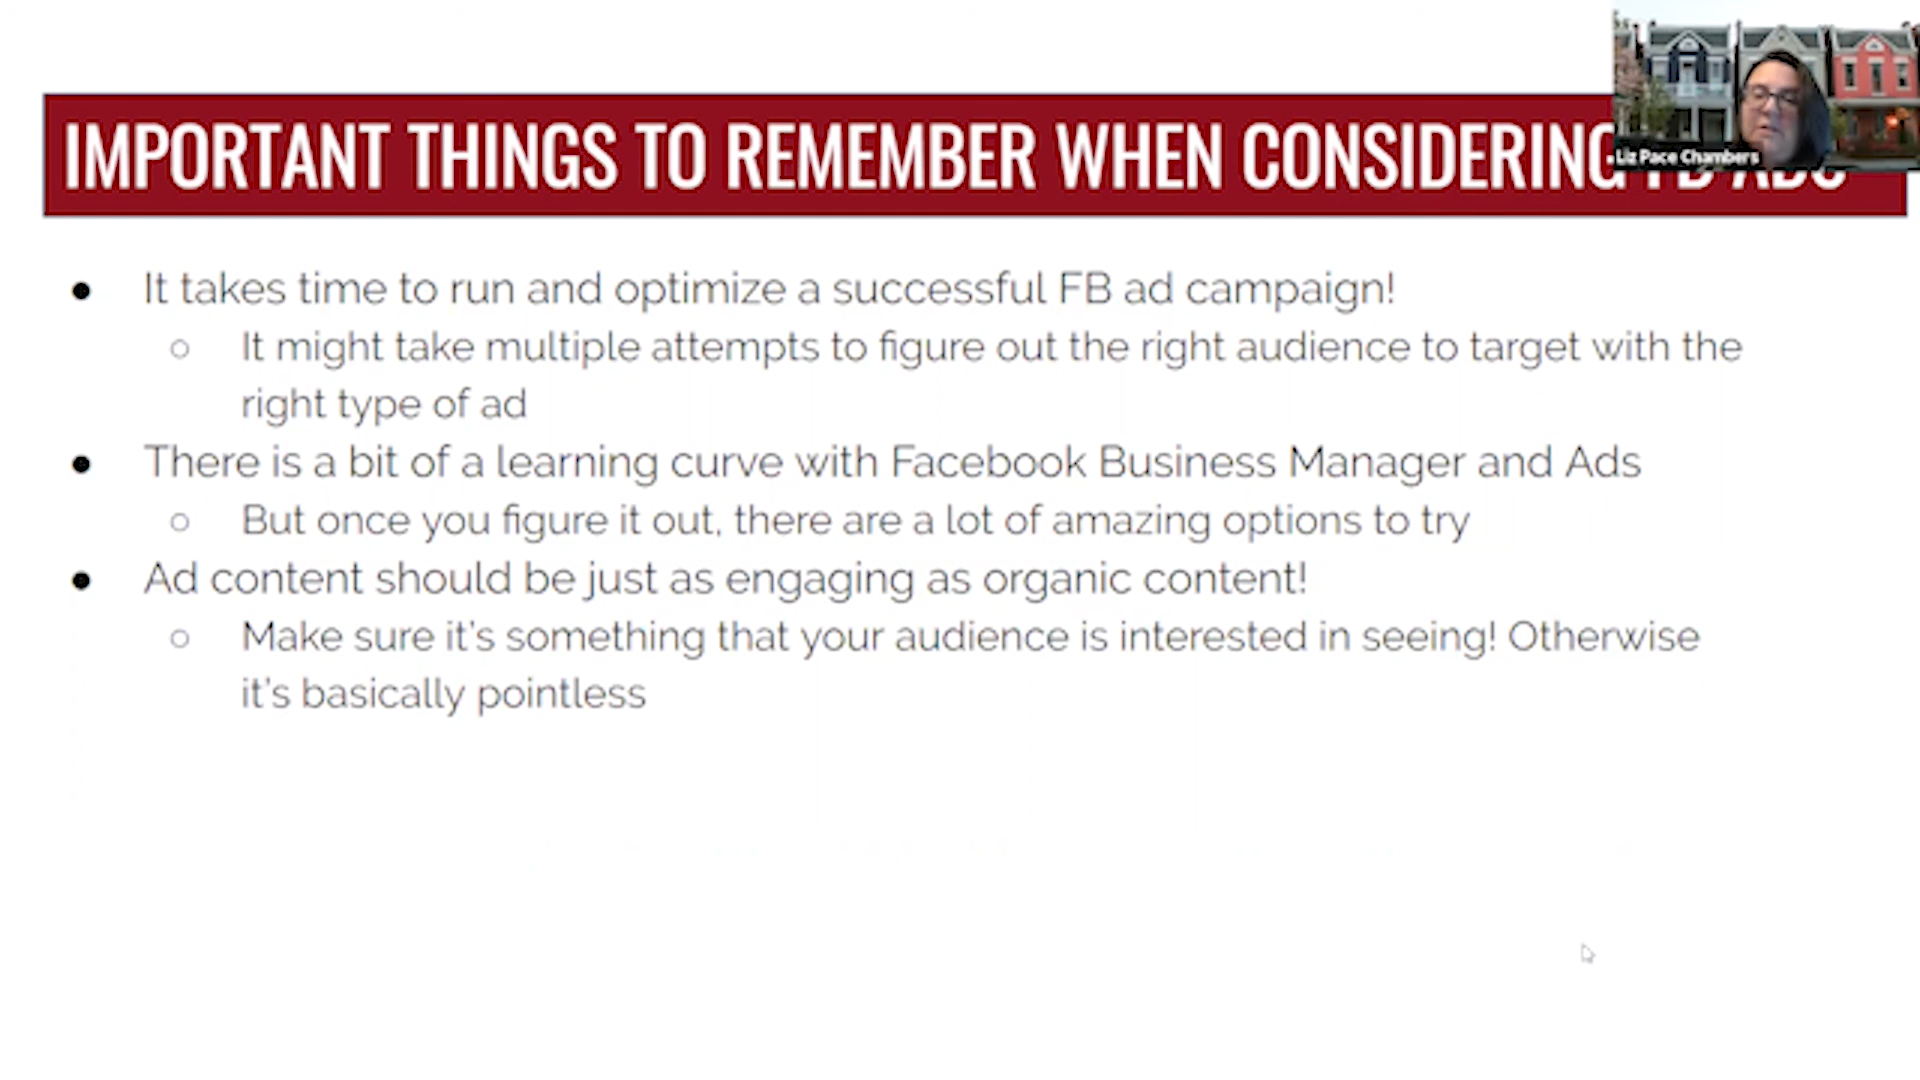 IMPORTANT THINGS TO REMEMBER WHEN CONSIDERING FB ADS
Liz Pace Chambers
● It takes time to run and optimize a successful FB ad campaign!
○ It might take multiple attempts to figure out the right audience to target with the
right type of ad
● There is a bit of a learning curve with Facebook Business Manager and Ads
○ But once you figure it out, there are a lot of amazing options to try
● Ad content should be just as engaging as organic content!
○ Make sure it's something that your audience is interested in seeing! Otherwise
it's basically pointless